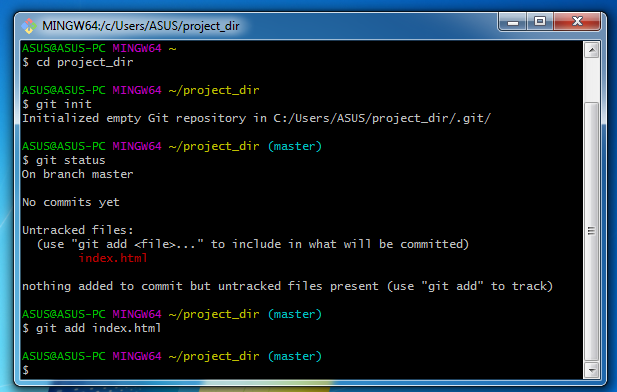 MINGW64:/c/Users/ASUS/project_dir
ASUS@ASUS-PC MINGW64 ~
$ cd project_dir
ASUS@ASUS-PC MINGW64 ~/project_dir
$ git init
Initialized empty Git repository in C:/Users/ASUS/project_dir/.git/
ASUS@ASUS-PC MINGW64 ~/project_dir (master)
$ git status
On branch master
No commits yet
Untracked files:
(use "git add <file>..." to include in what will be committed)
index.html
nothing added to commit but untracked files present (use "git add" to track)
ASUS@ASUS-PC MINGW64 ~/project_dir (master)
$ git add index.html
ASUS@ASUS-PC MINGW64 ~/project_dir (master)
$